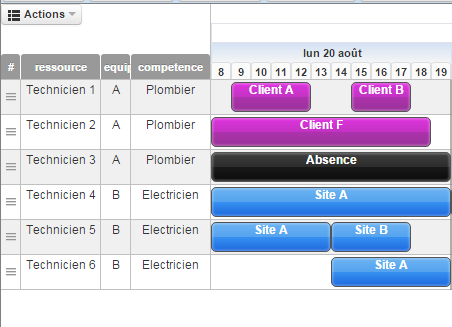 Actions
lun 20 août
# ressource equip competence 8 9 10 11 12 13 14 15 16 17 18 19
Technicien 1 A Plombier Client A Client B
Technicien 2 A Plombier Client F
Technicien 3 A Plombier Absence
Technicien 4 B Electricien Site A
Technicien 5 B Electricien Site A Site B
Technicien 6 B Electricien Site A